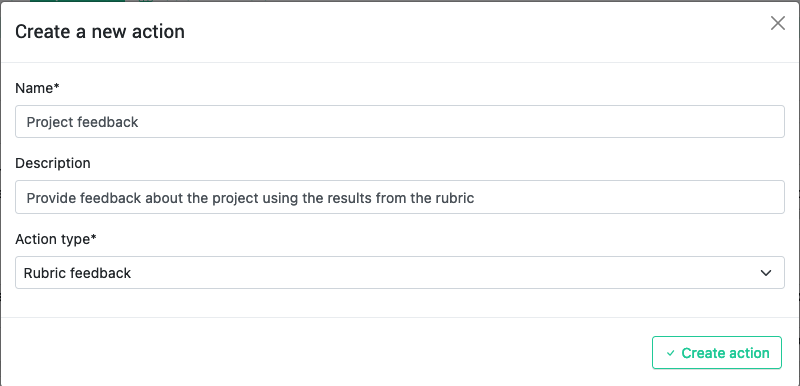 Create a new action
Name*
Project feedback
Description
Provide feedback about the project using the results from the rubric
Action type*
Rubric feedback
Create action